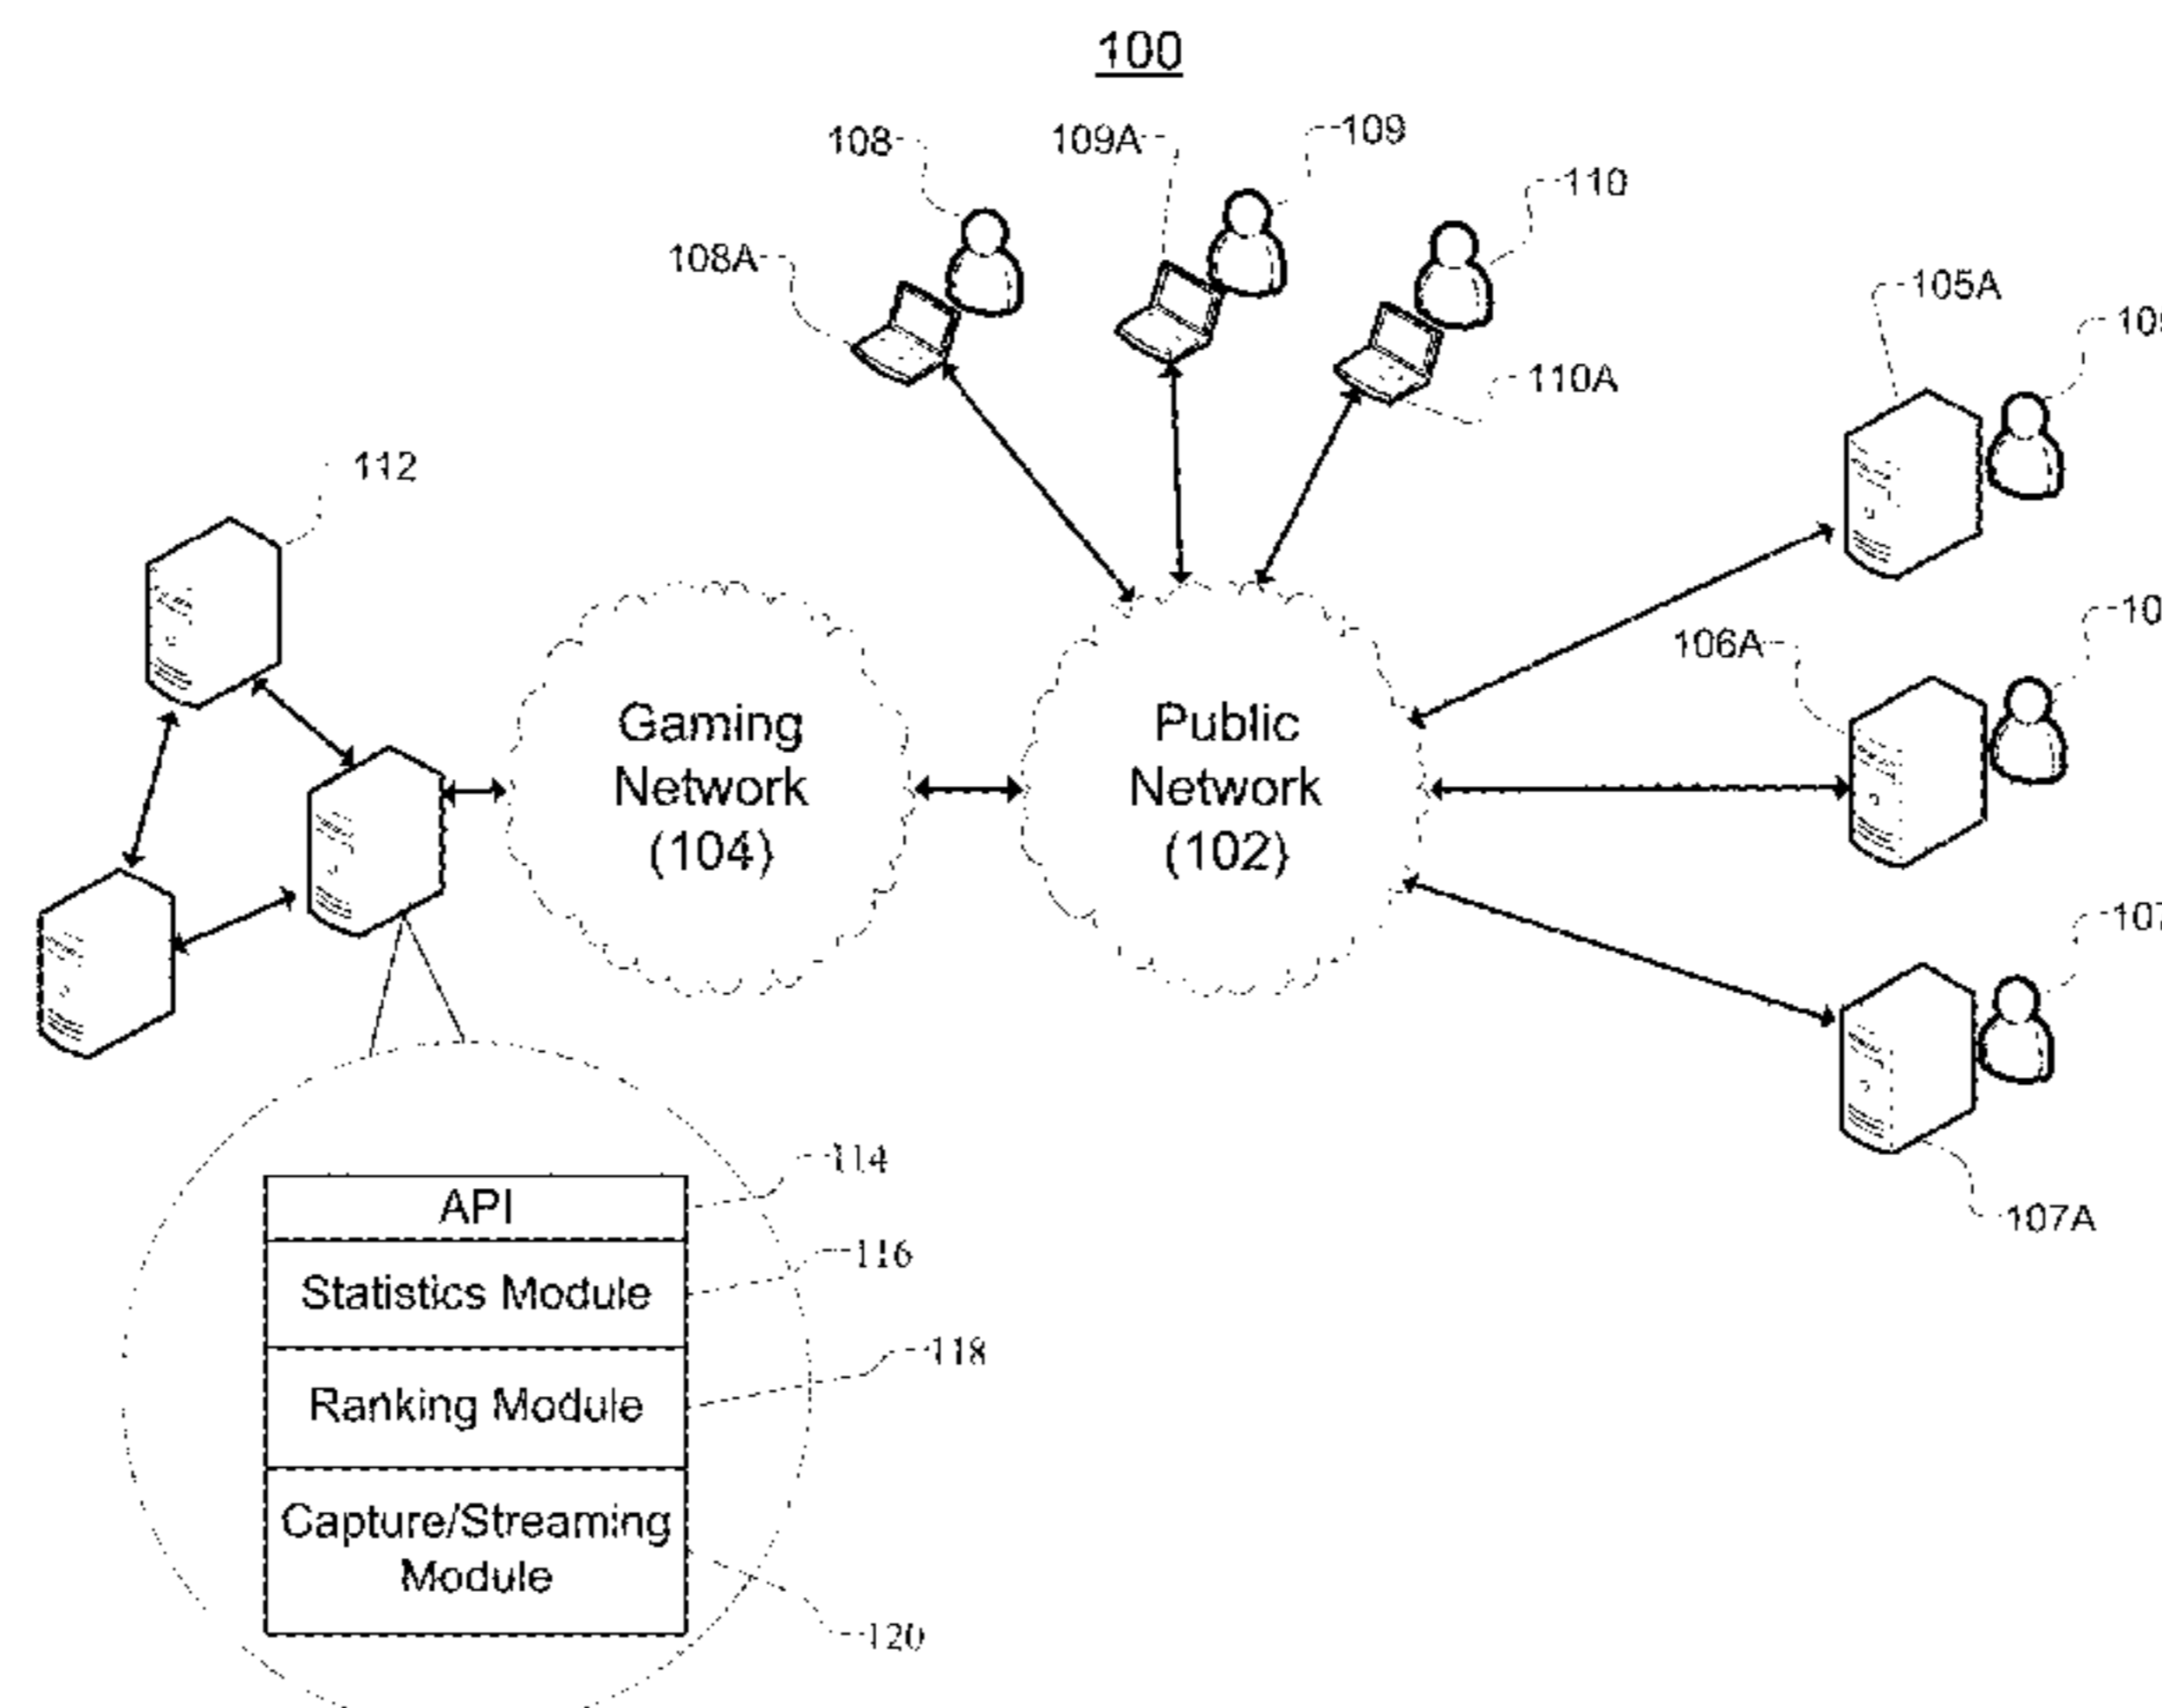 100
108
109A
109
110
108A
105A
110A
112
106A
Gaming
Network
(104)
Public
Network
(102)
107A
114
API
116
Statistics Module
118
Ranking Module
Capture/Streaming
Module
120